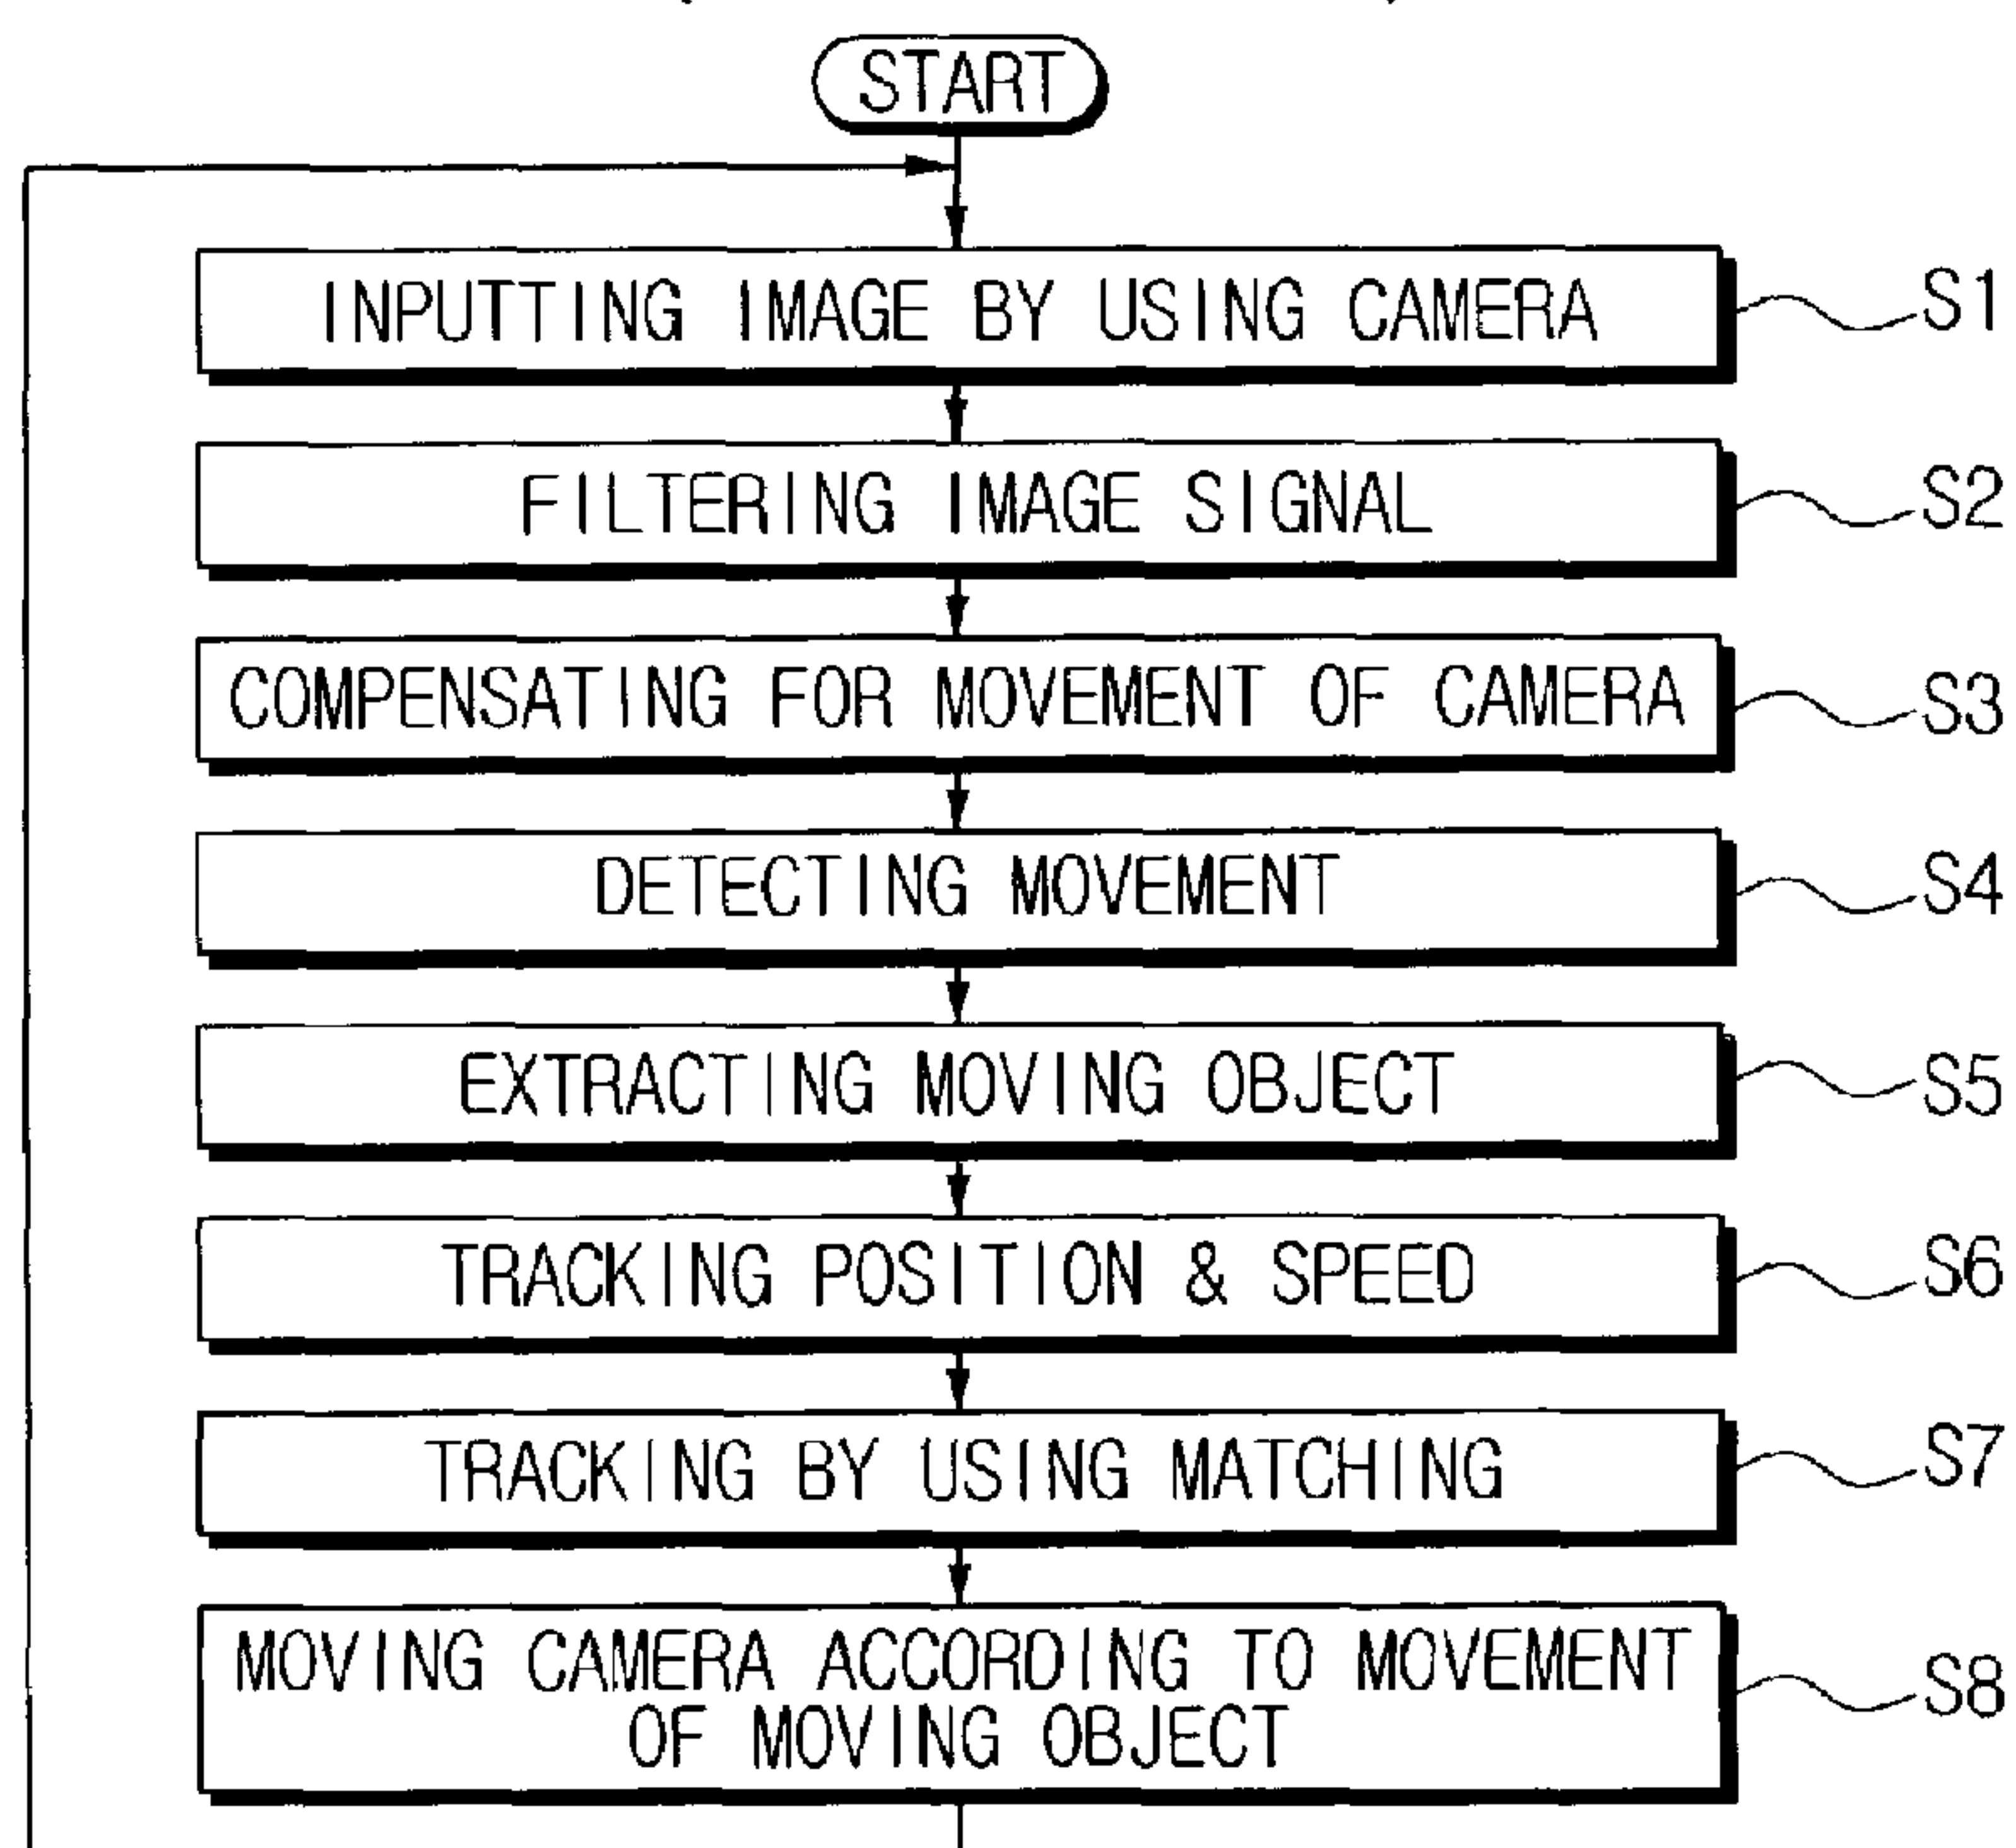 START
INPUTTING IMAGE BY USING CAMERA
S1
FILTERING IMAGE SIGNAL
S2
COMPENSATING FOR MOVEMENT OF CAMERA
S3
DETECTING MOVEMENT
S4
EXTRACTING MOVING OBJECT
S5
TRACKING POSITION & SPEED
S6
TRACKING BY USING MATCHING
S7
MOVING CAMERA ACCORDING TO MOVEMENT
OF MOVING OBJECT
S8